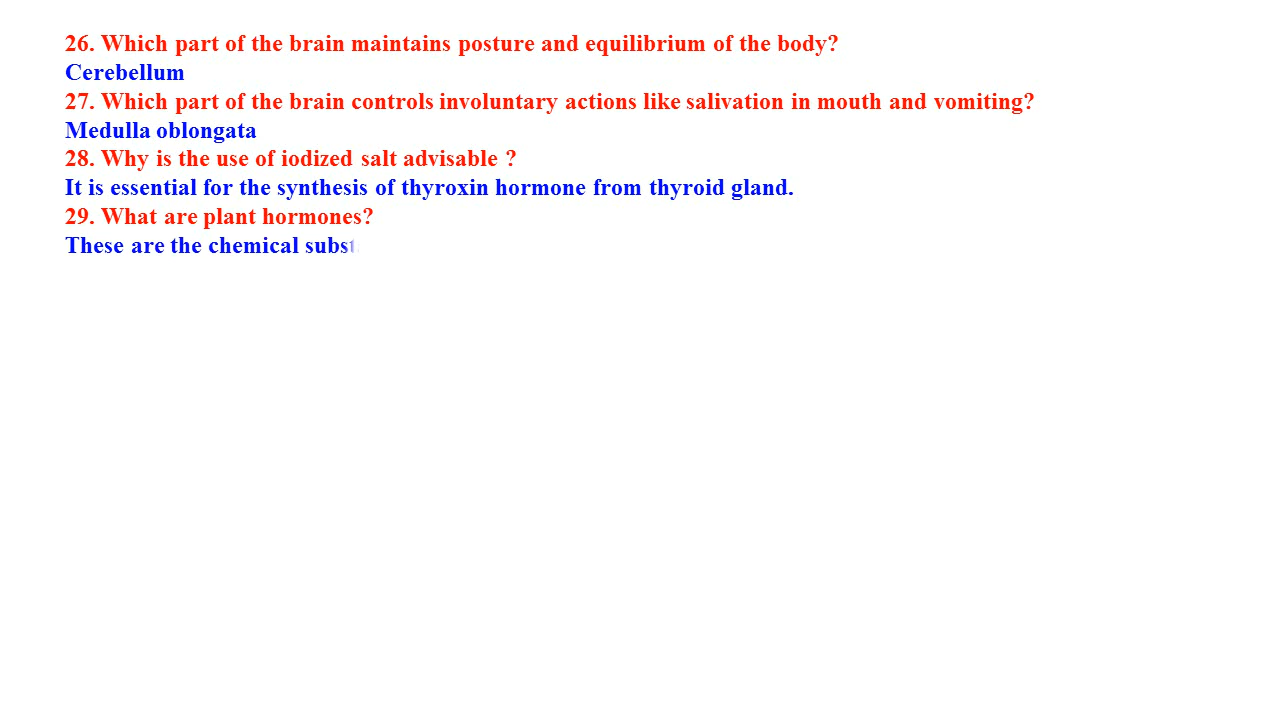 26. Which part of the brain maintains posture and equilibrium of the body?
Cerebellum
27. Which part of the brain controls involuntary actions like salivation in mouth and vomiting?
Medulla oblongata
28. Why is the use of iodized salt advisable ?
It is essential for the synthesis of thyroxin hormone from thyroid gland.
29. What are plant hormones?
These are the chemical subst